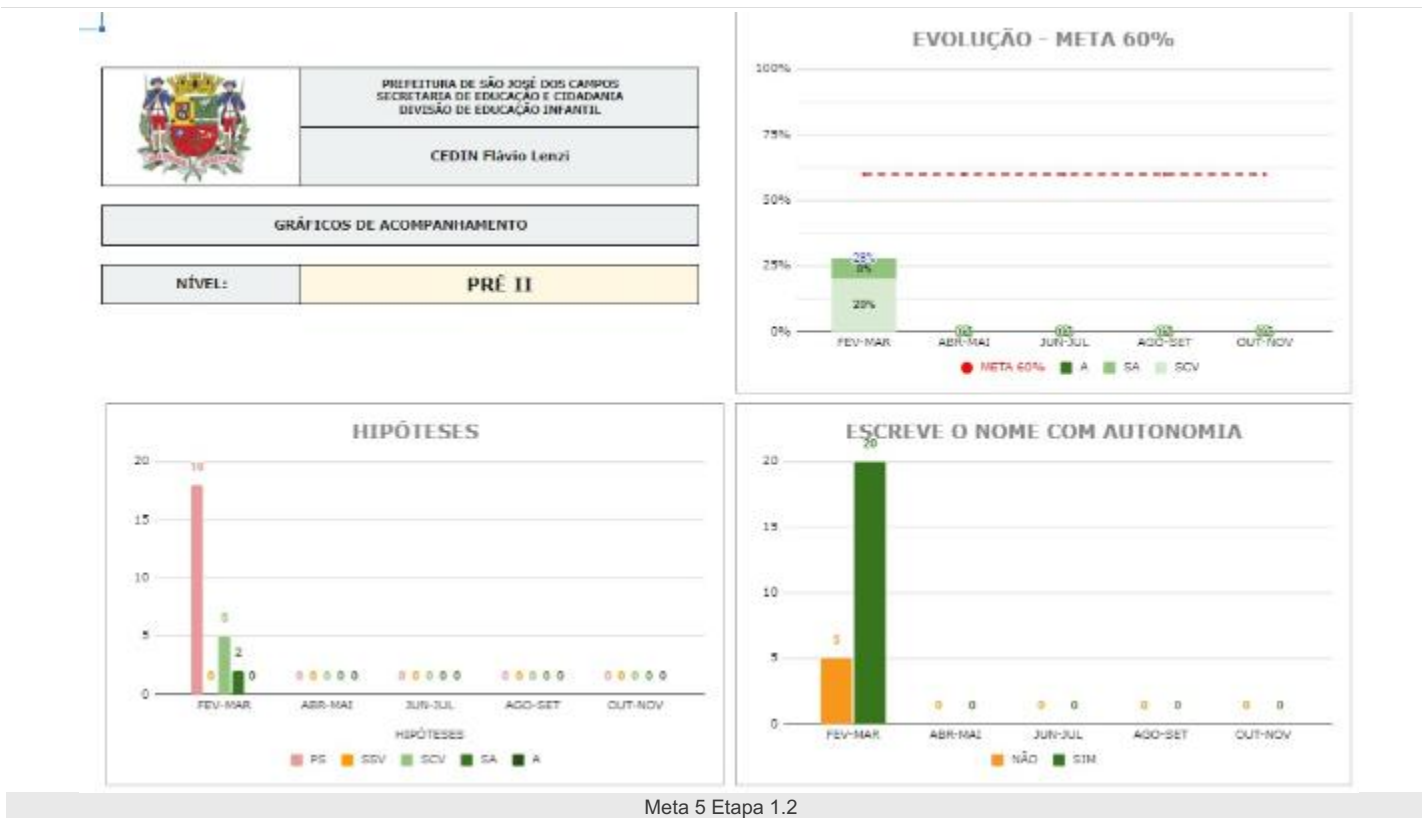 PREFEITURA DE SÃO JOSÉ DOS CAMPOS
SECRETARIA DE EDUCAÇÃO E CIDADANIA
DIVISÃO DE EDUCAÇÃO INFANTIL
CEDIN Flávio Lenzi
GRÁFICOS DE ACOMPANHAMENTO
NÍVEL: PRÉ II
EVOLUÇÃO - META 60%
100%
75%
50%
25%
0%
28%
8%
20%
FEV-MAR ABR-MAI JUN-JUL AGO-SET OUT-NOV
META 60% A SA SCV
HIPÓTESES
20
15
10
5
0
18
0 5 2 0
0 0 0 0 0
0 0 0 0 0
0 0 0 0 0
0 0 0 0 0
FEV-MAR ABR-MAI JUN-JUL AGO-SET OUT-NOV
HIPÓTESES
PS SSV SCV SA A
ESCREVE O NOME COM AUTONOMIA
20
15
10
5
0
5 20
0 0
0 0
0 0
0 0
FEV-MAR ABR-MAI JUN-JUL AGO-SET OUT-NOV
NÃO SIM
Meta 5 Etapa 1.2